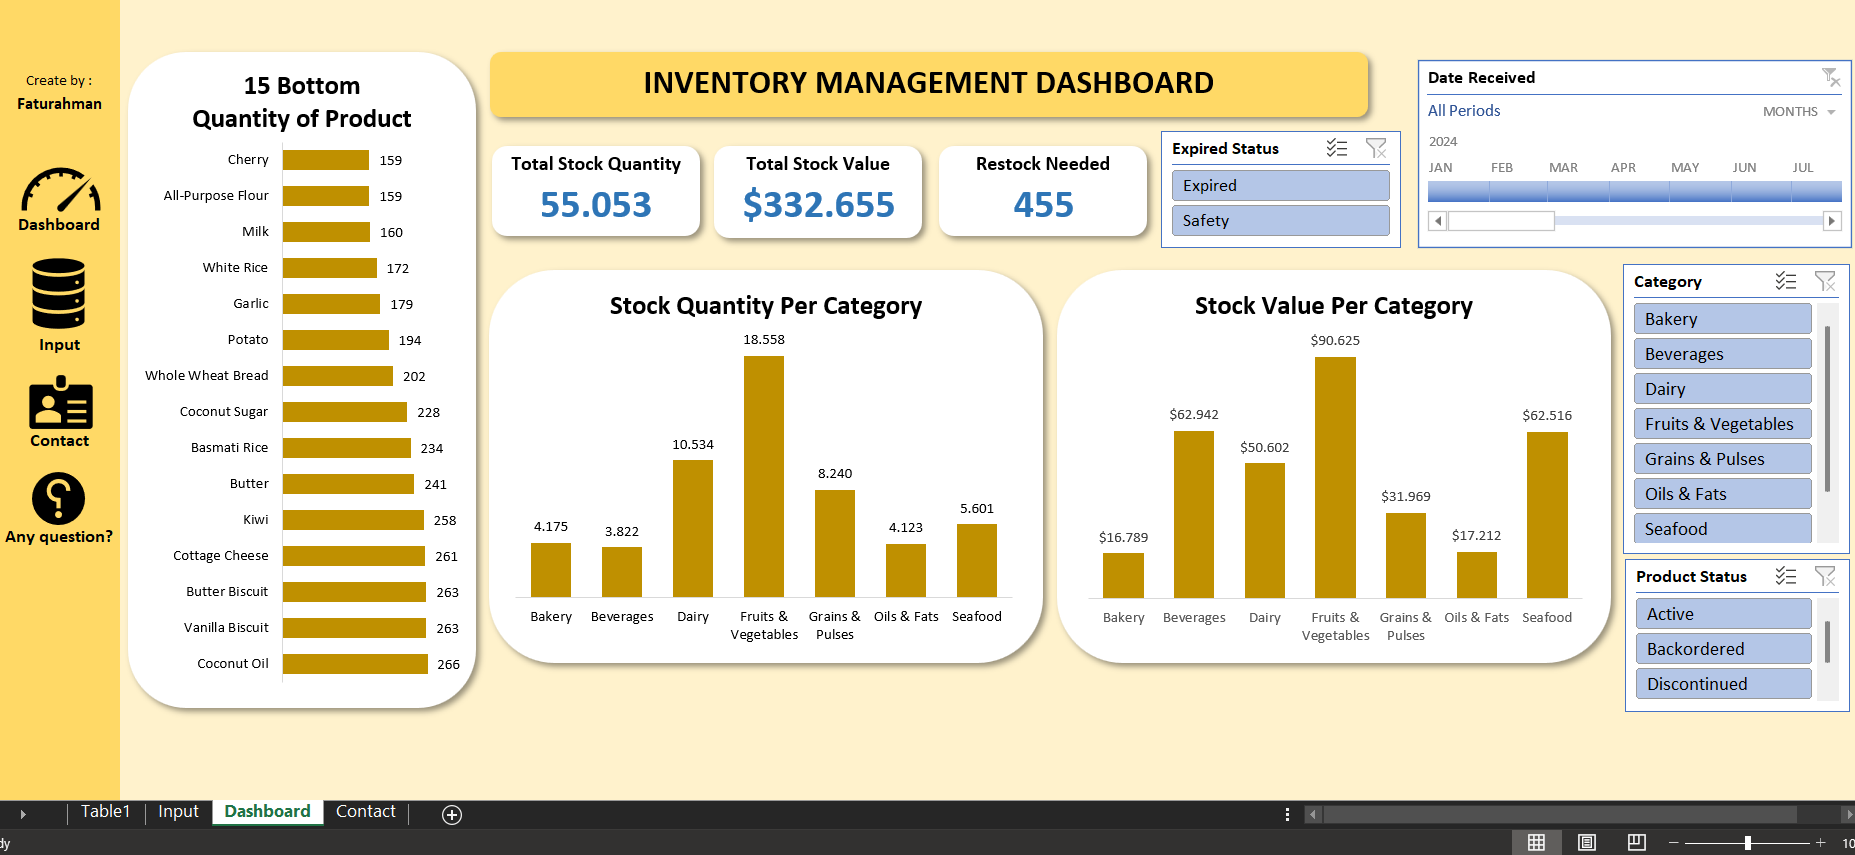 Create by :
Faturahman
Dashboard
Input
Contact
Any question?
15 Bottom
Quantity of Product
Cherry 159
All-Purpose Flour 159
Milk 160
White Rice 172
Garlic 179
Potato 194
Whole Wheat Bread 202
Coconut Sugar 228
Basmati Rice 234
Butter 241
Kiwi 258
Cottage Cheese 261
Butter Biscuit 263
Vanilla Biscuit 263
Coconut Oil 266
INVENTORY MANAGEMENT DASHBOARD
Total Stock Quantity
55.053
Total Stock Value
$332.655
Restock Needed
455
Expired Status
Expired
Safety
Date Received
All Periods MONTHS
2024
JAN FEB MAR APR MAY JUN JUL
Stock Quantity Per Category
18.558
10.534
8.240
5.601
4.175 3.822 4.123
Bakery Beverages Dairy Fruits & Grains & Oils & Fats Seafood
Vegetables Pulses
Stock Value Per Category
$90.625
$62.942 $62.516
$50.602
$31.969
$16.789 $17.212
Bakery Beverages Dairy Fruits & Grains & Oils & Fats Seafood
Vegetables Pulses
Category
Bakery
Beverages
Dairy
Fruits & Vegetables
Grains & Pulses
Oils & Fats
Seafood
Product Status
Active
Backordered
Discontinued
Table1 Input Dashboard Contact
dy 10